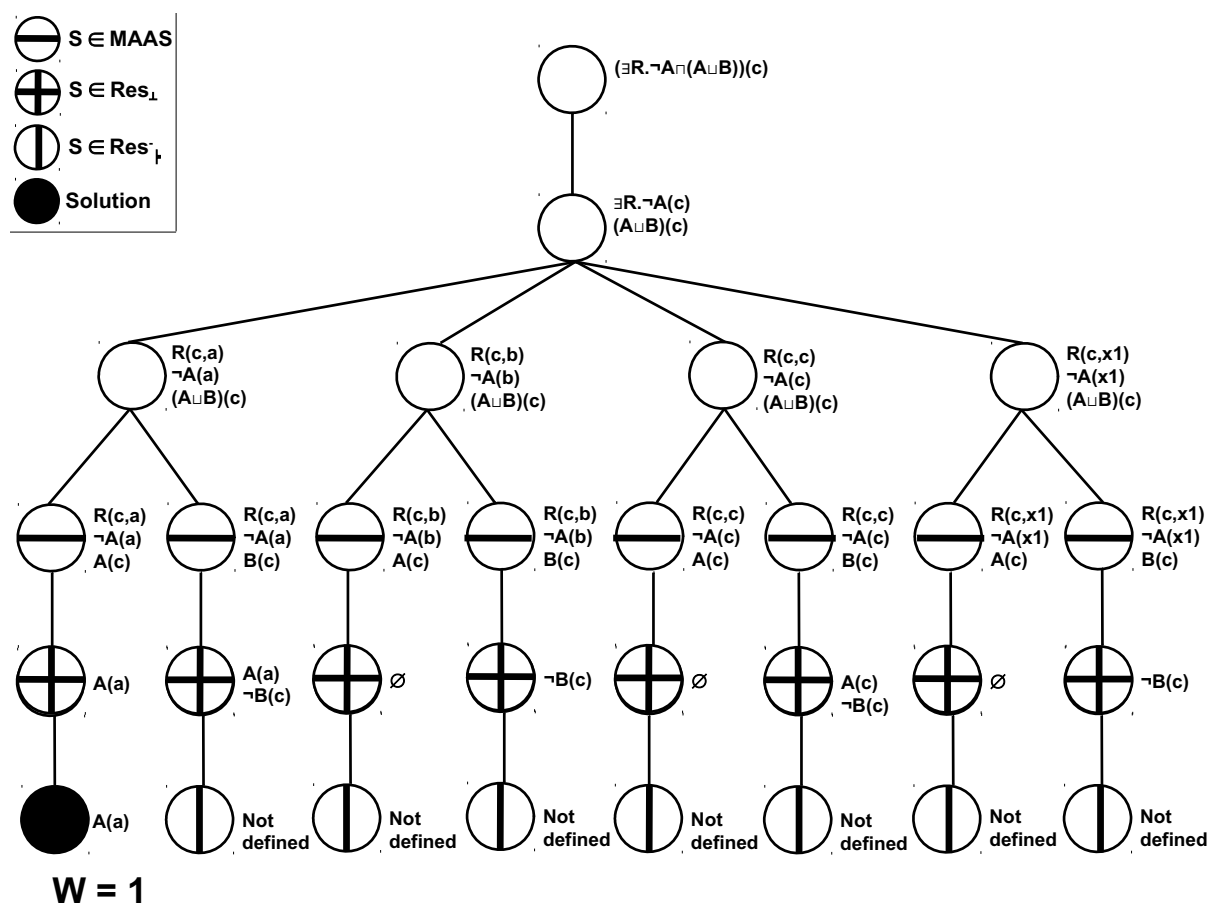 S ∈ MAAS
S ∈ Res⊥
S ∈ Res⁻⊦
Solution
(∃R.¬A⊓(A⊔B))(c)
∃R.¬A(c)
(A⊔B)(c)
R(c,a)
¬A(a)
(A⊔B)(c)
R(c,b)
¬A(b)
(A⊔B)(c)
R(c,c)
¬A(c)
(A⊔B)(c)
R(c,x1)
¬A(x1)
(A⊔B)(c)
R(c,a)
¬A(a)
A(c)
R(c,a)
¬A(a)
B(c)
R(c,b)
¬A(b)
A(c)
R(c,b)
¬A(b)
B(c)
R(c,c)
¬A(c)
A(c)
R(c,c)
¬A(c)
B(c)
R(c,x1)
¬A(x1)
A(c)
R(c,x1)
¬A(x1)
B(c)
A(a)
A(a)
¬B(c)
∅
¬B(c)
∅
A(c)
¬B(c)
∅
¬B(c)
A(a)
Not
defined
Not
defined
Not
defined
Not
defined
Not
defined
Not
defined
Not
defined
W = 1